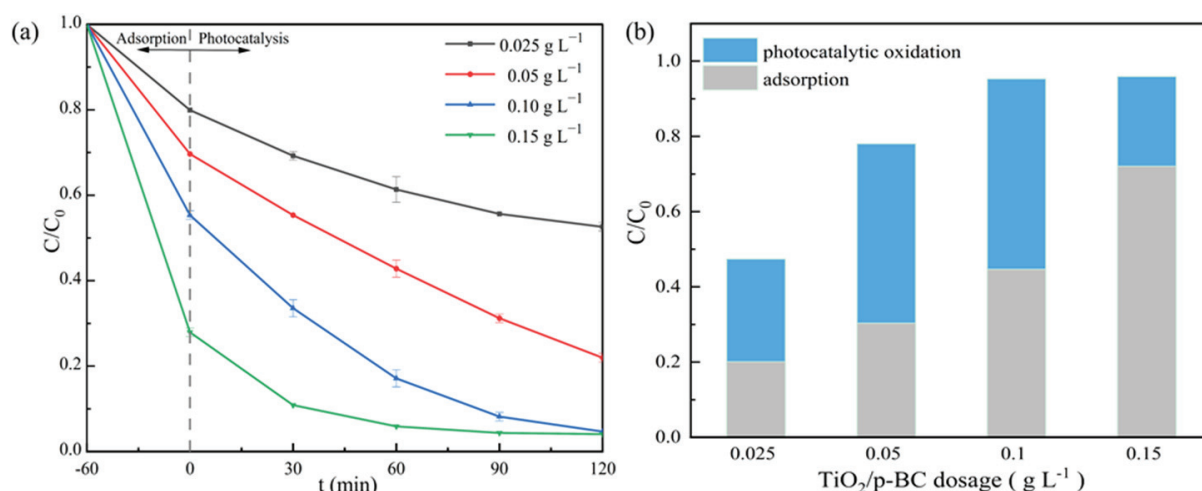 (a)
Adsorption
Photocatalysis
0.025 g L⁻¹
0.05 g L⁻¹
0.10 g L⁻¹
0.15 g L⁻¹
C/C₀
1.0
0.8
0.6
0.4
0.2
0.0
-60
0
30
60
90
120
t (min)
(b)
photocatalytic oxidation
adsorption
C/C₀
1.0
0.8
0.6
0.4
0.2
0.0
0.025
0.05
0.1
0.15
TiO₂/p-BC dosage ( g L⁻¹ )